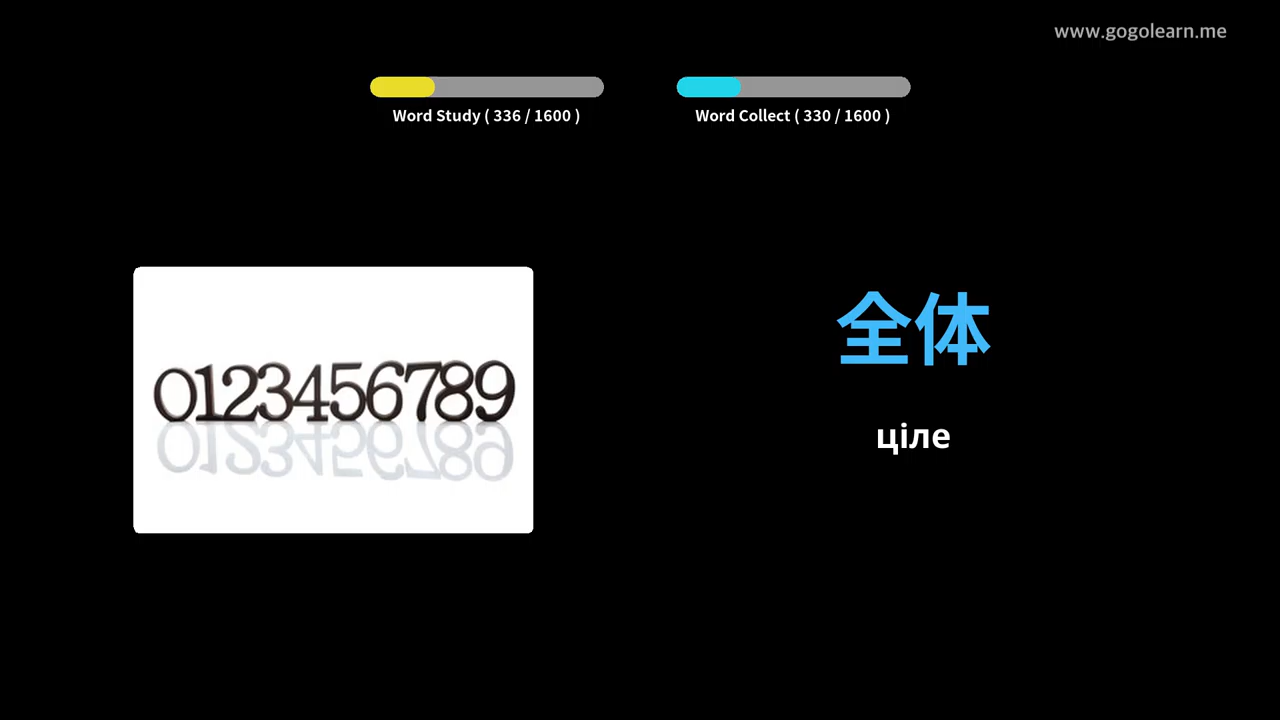 www.gogolearn.me
Word Study ( 336 / 1600 )
Word Collect ( 330 / 1600 )
0123456789
全体
ціле